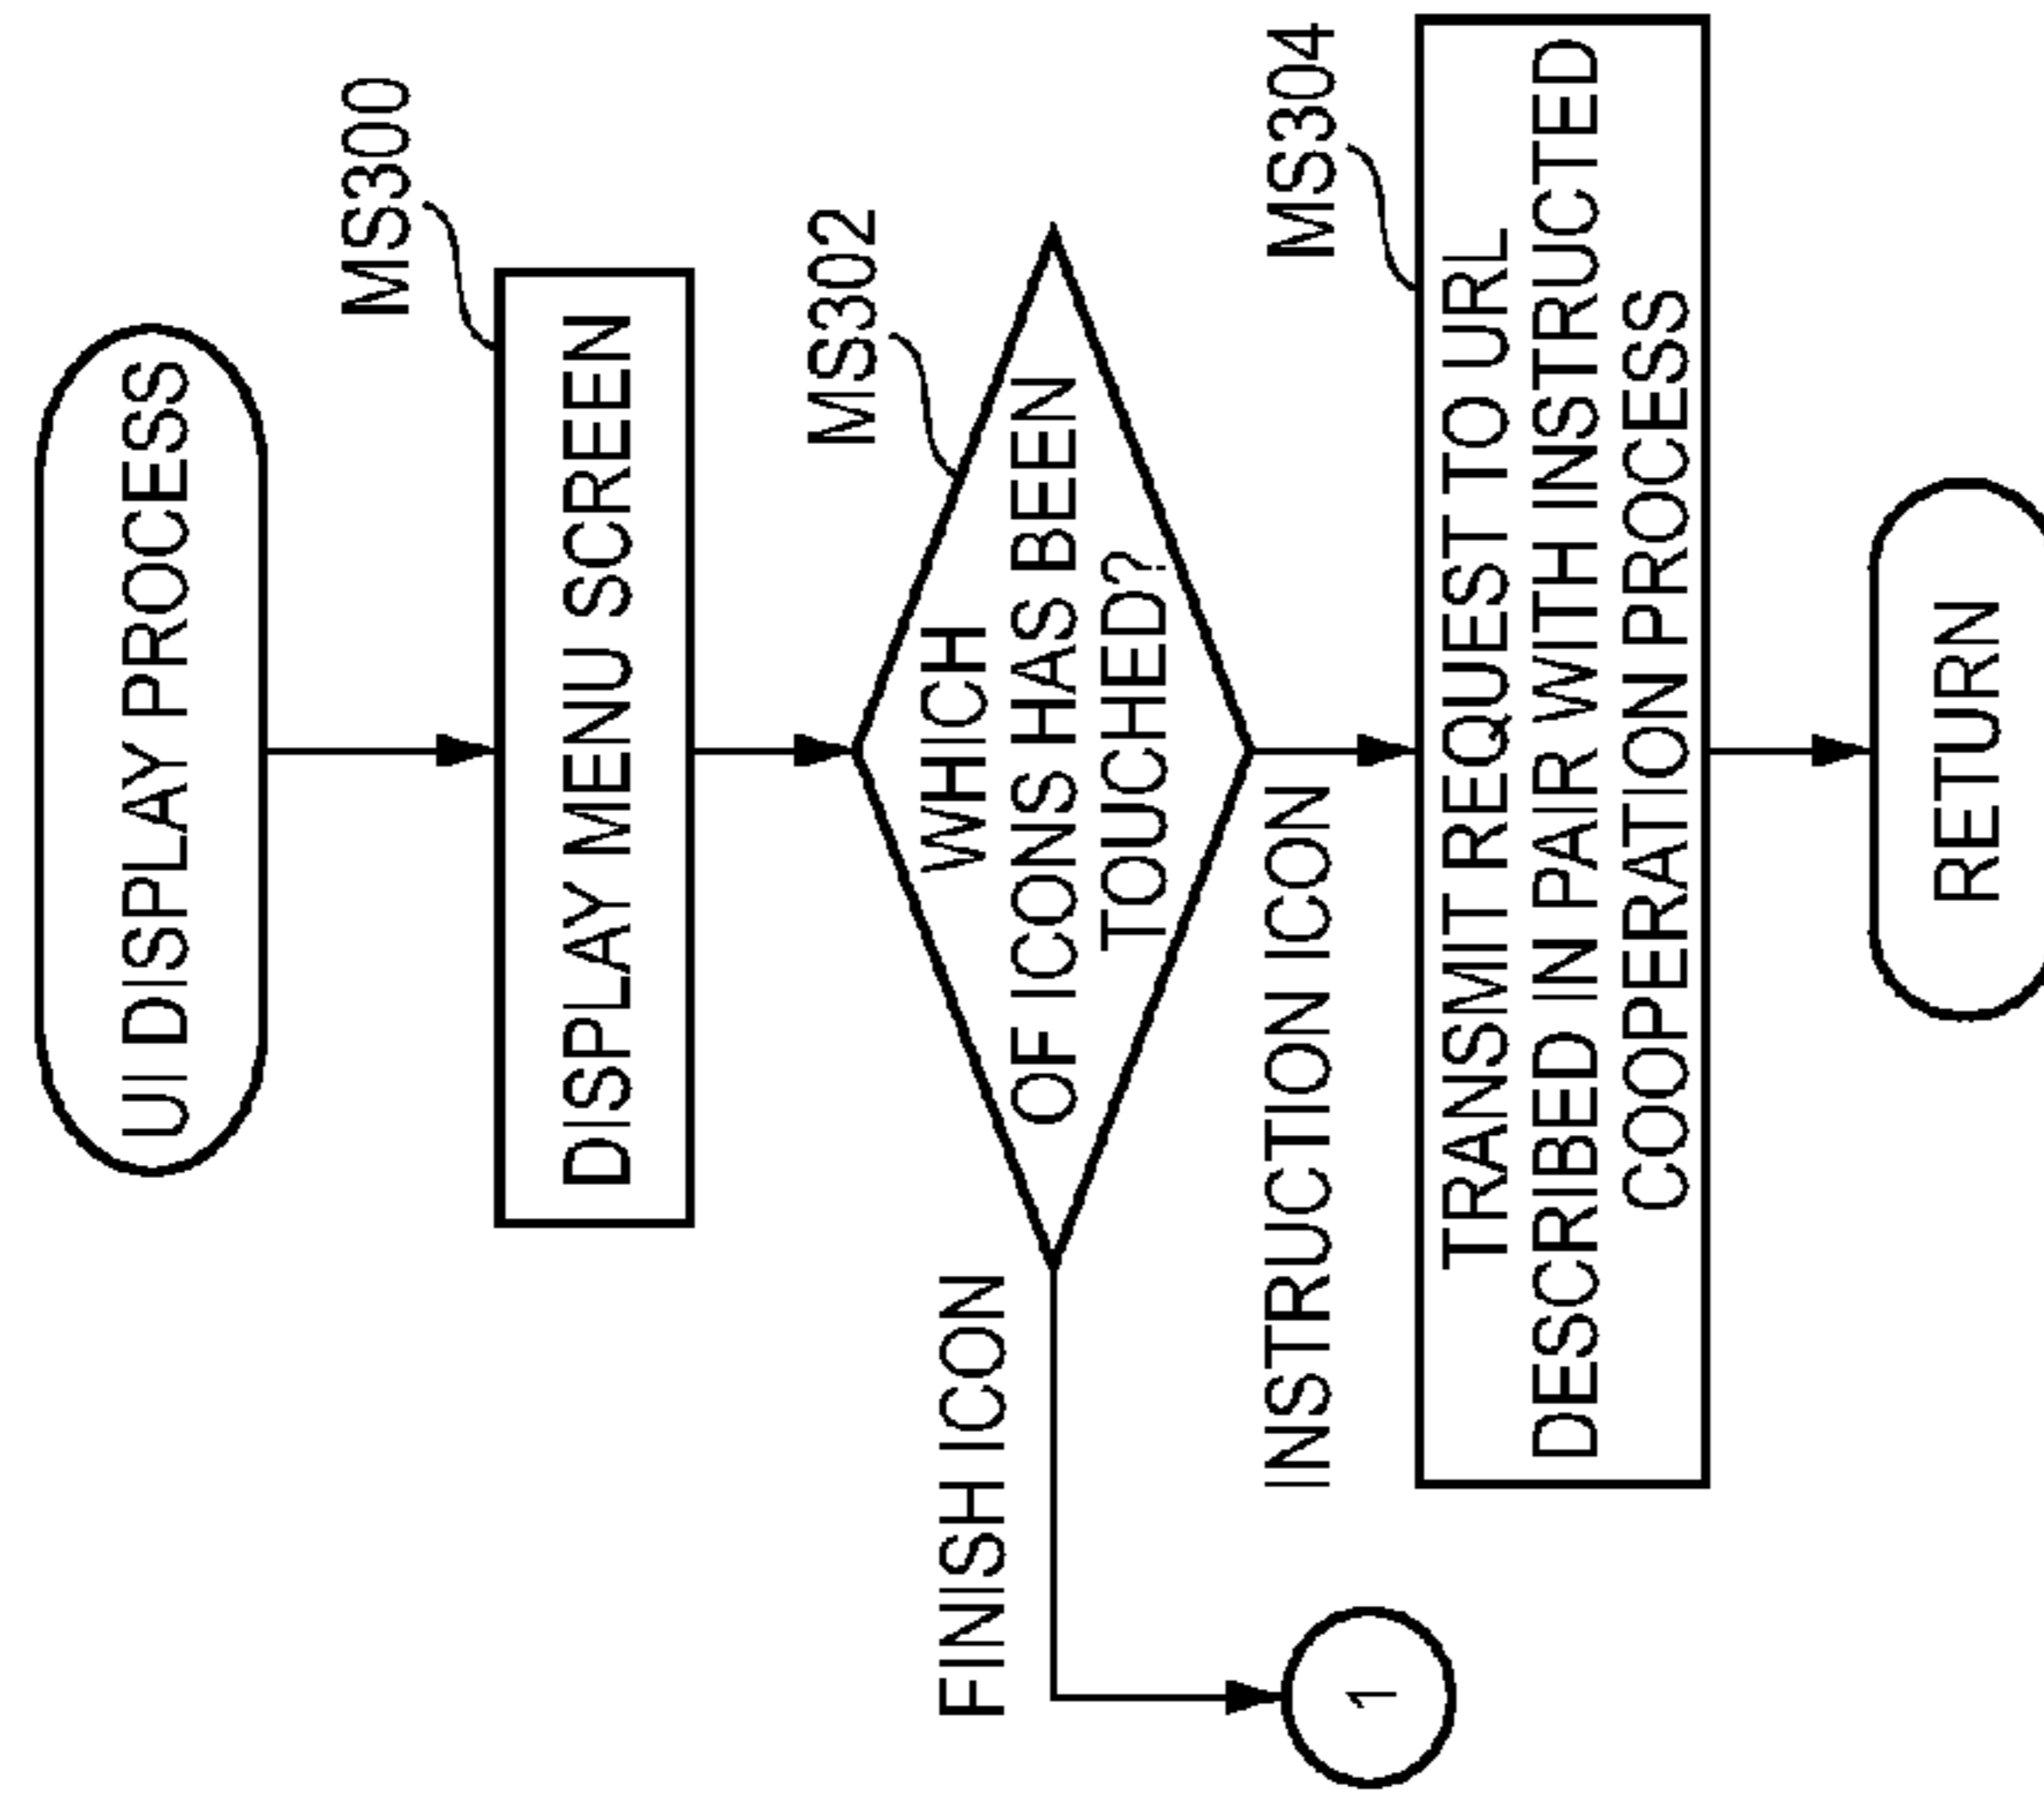 UI DISPLAY PROCESS
MS300
DISPLAY MENU SCREEN
MS302
WHICH
OF ICONS HAS BEEN
TOUCHED?
FINISH ICON
INSTRUCTION ICON
1
MS304
TRANSMIT REQUEST TO URL
DESCRIBED IN PAIR WITH INSTRUCTED
COOPERATION PROCESS
RETURN